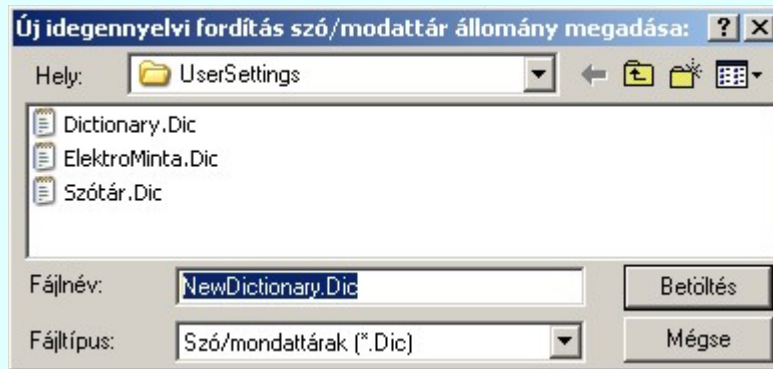 Új idegennyelvi fordítás szó/modattár állomány megadása:
Hely: UserSettings
Dictionary.Dic
ElektroMinta.Dic
Szótár.Dic
Fájlnév: NewDictionary.Dic Betöltés
Fájltípus: Szó/mondattárak (*.Dic) Mégse